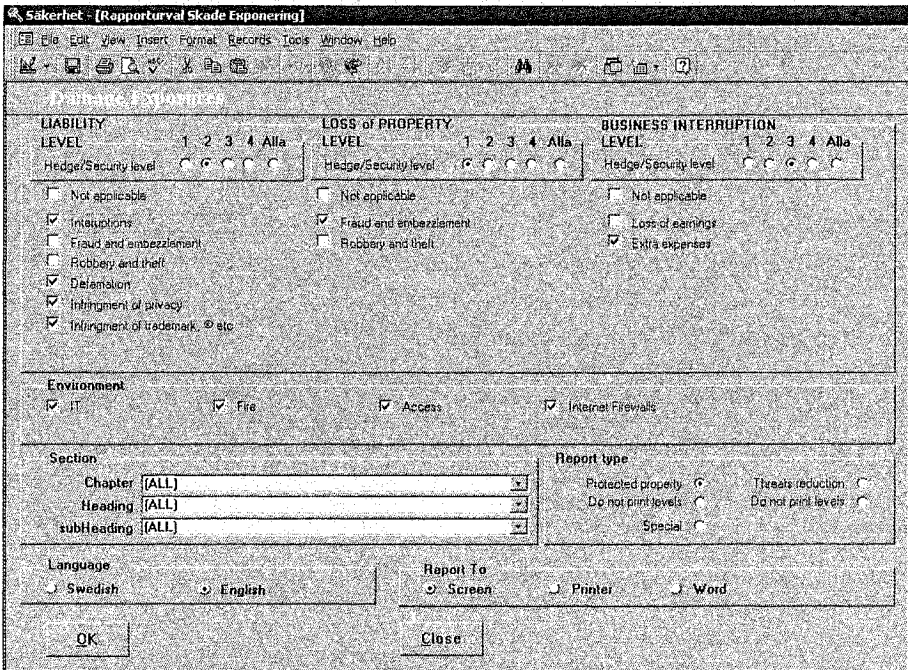 Säkerhet - [Rapporturval Skade Exponering]
File Edit View Insert Format Records Tools Window Help
Damage Exposures
LIABILITY
LEVEL 1 2 3 4 Alla
Hedge/Security level
Not applicable
Interuptions
Fraud and embezzlement
Robbery and theft
Defamation
Infringment of privacy
Infringment of trademark, © etc
LOSS of PROPERTY
LEVEL 1 2 3 4 Alla
Hedge/Security level
Not applicable
Fraud and embezzlement
Robbery and theft
BUSINESS INTERRUPTION
LEVEL 1 2 3 4 Alla
Hedge/Security level
Not applicable
Loss of earnings
Extra expenses
Environment
IT Fire Access Internet Firewalls
Section
Chapter (ALL)
Heading (ALL)
subHeading (ALL)
Report type
Protected property Threats reduction
Do not print levels Do not print levels
Special
Language
Swedish English
Report To
Screen Printer Word
OK Close